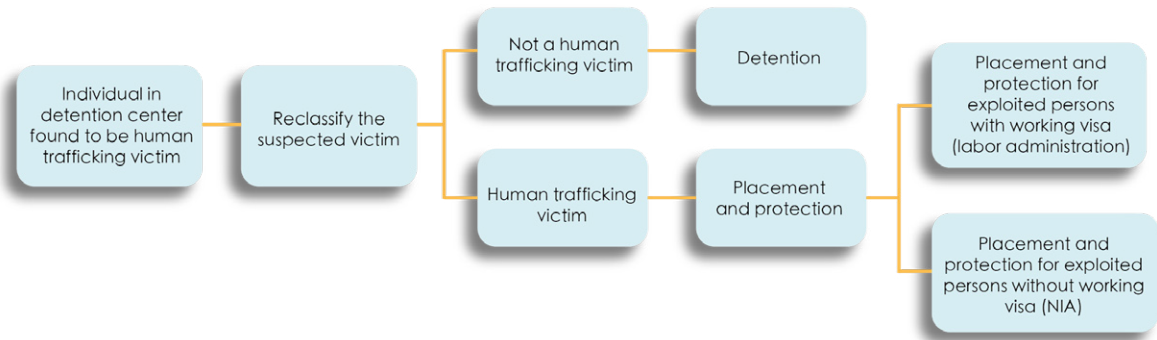 Individual in
detention center
found to be human
trafficking victim
Reclassify the
suspected victim
Not a human
trafficking victim
Detention
Human trafficking
victim
Placement
and protection
Placement and
protection for
exploited persons
with working visa
(labor administration)
Placement and
protection for exploited
persons without working
visa (NIA)